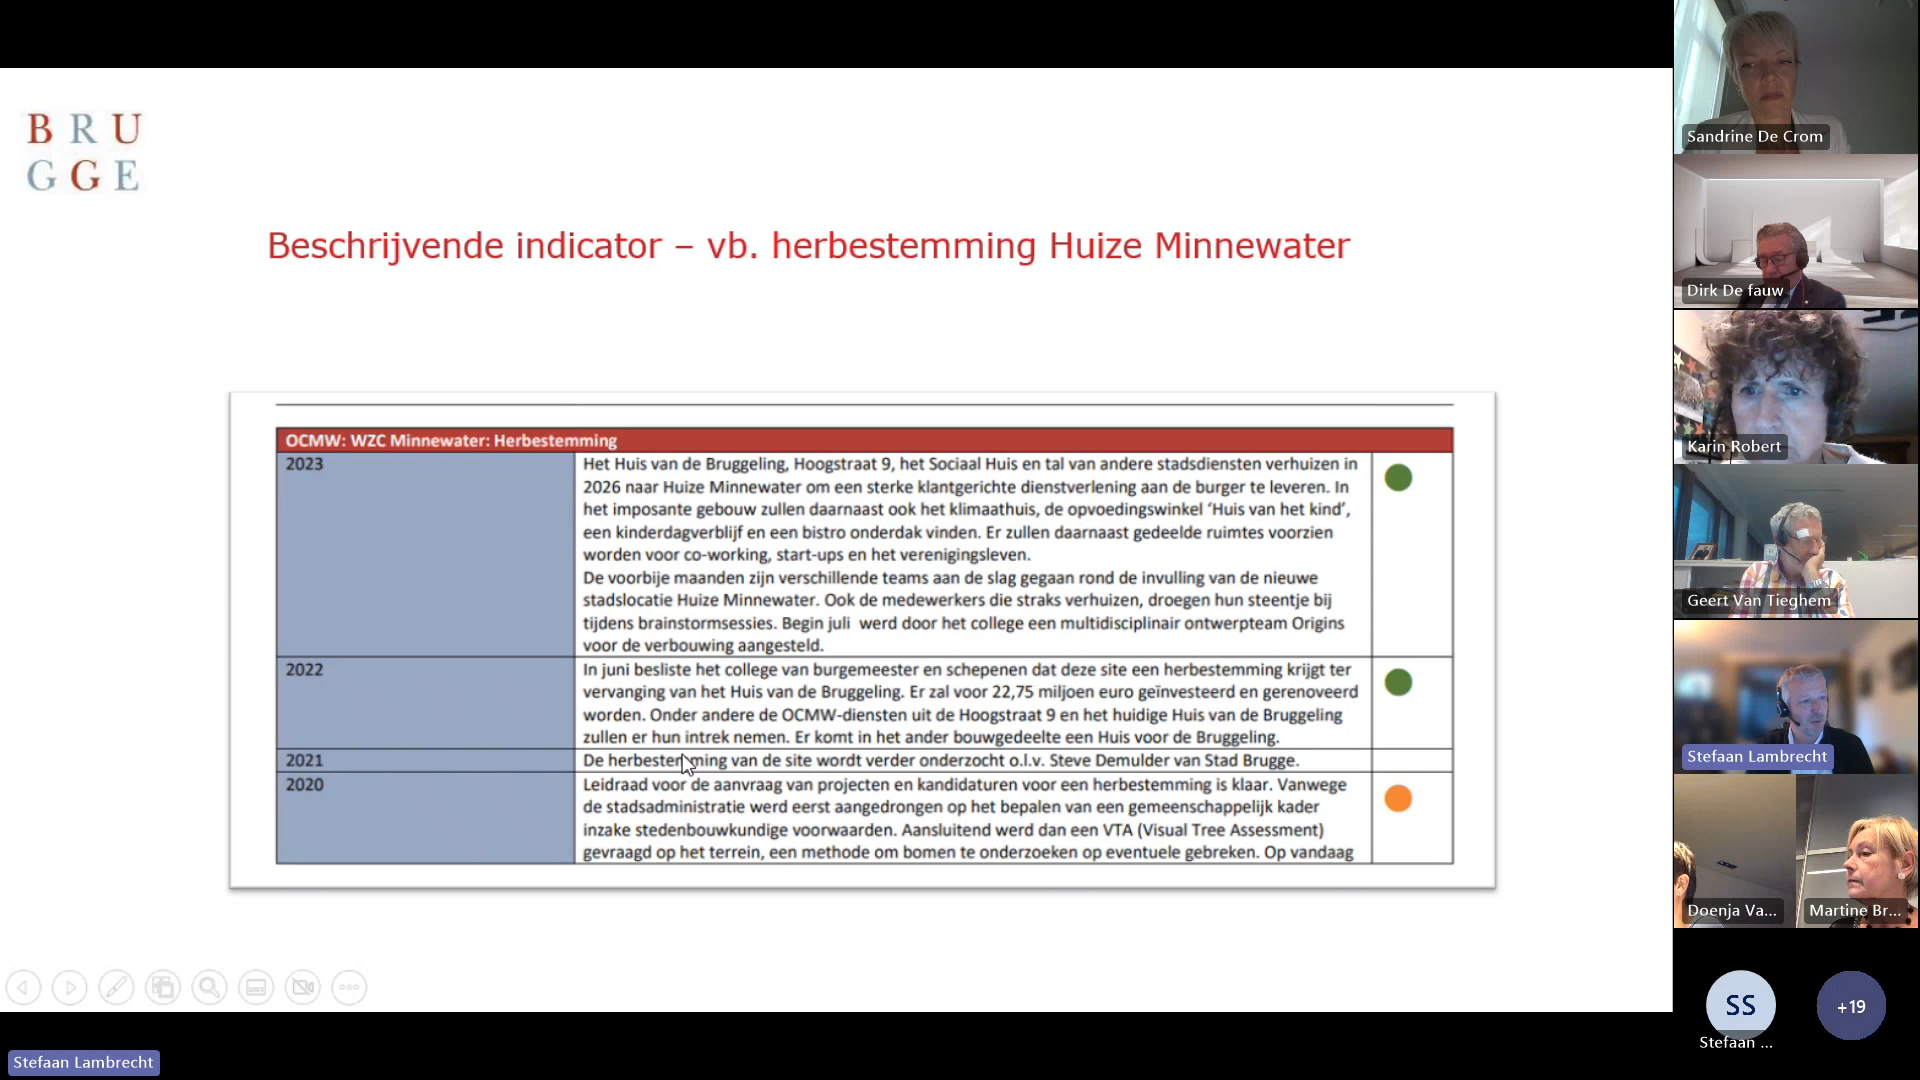 BRU
GGE
Beschrijvende indicator – vb. herbestemming Huize Minnewater
OCMW: WZC Minnewater: Herbestemming
2023
Het Huis van de Bruggeling, Hoogstraat 9, het Sociaal Huis en tal van andere stadsdiensten verhuizen in
2026 naar Huize Minnewater om een sterke klantgerichte dienstverlening aan de burger te leveren. In
het imposante gebouw zullen daarnaast ook het klimaathuis, de opvoedingswinkel ‘Huis van het kind’,
een kinderdagverblijf en een bistro onderdak vinden. Er zullen daarnaast gedeelde ruimtes voorzien
worden voor co-working, start-ups en het verenigingsleven.
De voorbije maanden zijn verschillende teams aan de slag gegaan rond de invulling van de nieuwe
stadslocatie Huize Minnewater. Ook de medewerkers die straks verhuizen, droegen hun steentje bij
tijdens brainstormsessies. Begin juli werd door het college een multidisciplinair ontwerpteam Origins
voor de verbouwing aangesteld.
2022
In juni besliste het college van burgemeester en schepenen dat deze site een herbestemming krijgt ter
vervanging van het Huis van de Bruggeling. Er zal voor 22,75 miljoen euro geïnvesteerd en gerenoveerd
worden. Onder andere de OCMW-diensten uit de Hoogstraat 9 en het huidige Huis van de Bruggeling
zullen er hun intrek nemen. Er komt in het ander bouwgedeelte een Huis voor de Bruggeling.
2021
De herbestemming van de site wordt verder onderzocht o.l.v. Steve Demulder van Stad Brugge.
2020
Leidraad voor de aanvraag van projecten en kandidaturen voor een herbestemming is klaar. Vanwege
de stadsadministratie werd eerst aangedrongen op het bepalen van een gemeenschappelijk kader
inzake stedenbouwkundige voorwaarden. Aansluitend werd dan een VTA (Visual Tree Assessment)
gevraagd op het terrein, een methode om bomen te onderzoeken op eventuele gebreken. Op vandaag
Stefaan Lambrecht
Sandrine De Crom
Dirk De fauw
Karin Robert
Geert Van Tieghem
Stefaan Lambrecht
Doenja Va...
Martine Br...
SS
+19
Stefaan ...